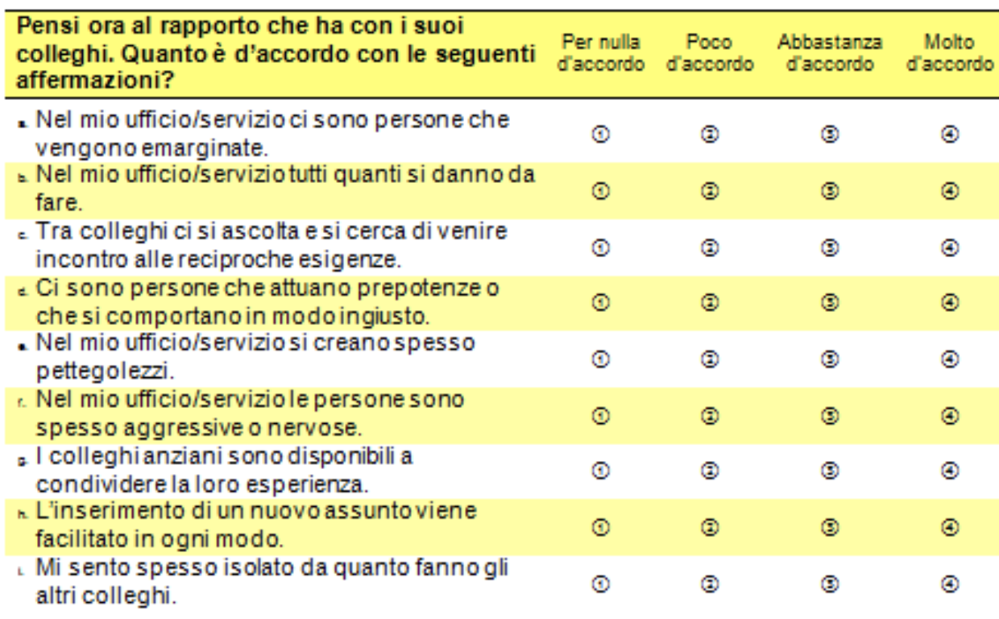 Pensi ora al rapporto che ha con i suoi
colleghi. Quanto è d'accordo con le seguenti
affermazioni?
Per nulla d'accordo
Poco d'accordo
Abbastanza d'accordo
Molto d'accordo
a. Nel mio ufficio/servizio ci sono persone che
vengono emarginate.
① ② ③ ④
b. Nel mio ufficio/servizio tutti quanti si danno da
fare.
① ② ③ ④
c. Tra colleghi ci si ascolta e si cerca di venire
incontro alle reciproche esigenze.
① ② ③ ④
d. Ci sono persone che attuano prepotenze o
che si comportano in modo ingiusto.
① ② ③ ④
e. Nel mio ufficio/servizio si creano spesso
pettegolezzi.
① ② ③ ④
f. Nel mio ufficio/servizio le persone sono
spesso aggressive o nervose.
① ② ③ ④
g. I colleghi anziani sono disponibili a
condividere la loro esperienza.
① ② ③ ④
h. L'inserimento di un nuovo assunto viene
facilitato in ogni modo.
① ② ③ ④
i. Mi sento spesso isolato da quanto fanno gli
altri colleghi.
① ② ③ ④